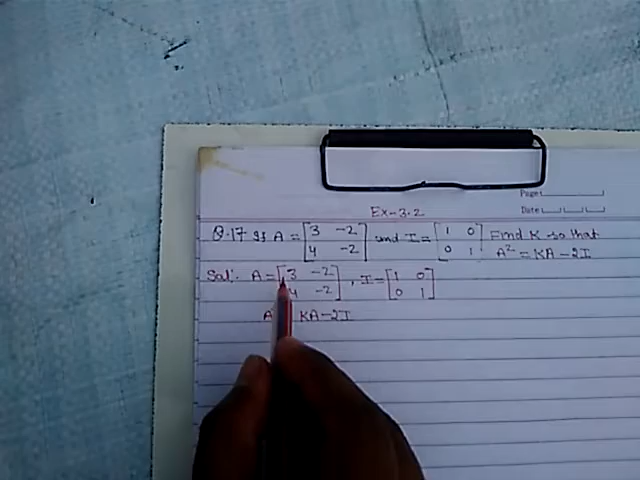 Page
Date
Ex-3.2
Q.17 If A = [3 -2 and I = [1 0 Find K so that
4 -2] 0 1] A² = KA - 2I
Sol: A = [3 -2 , I = [1 0
4 -2] 0 1]
A KA - 2I